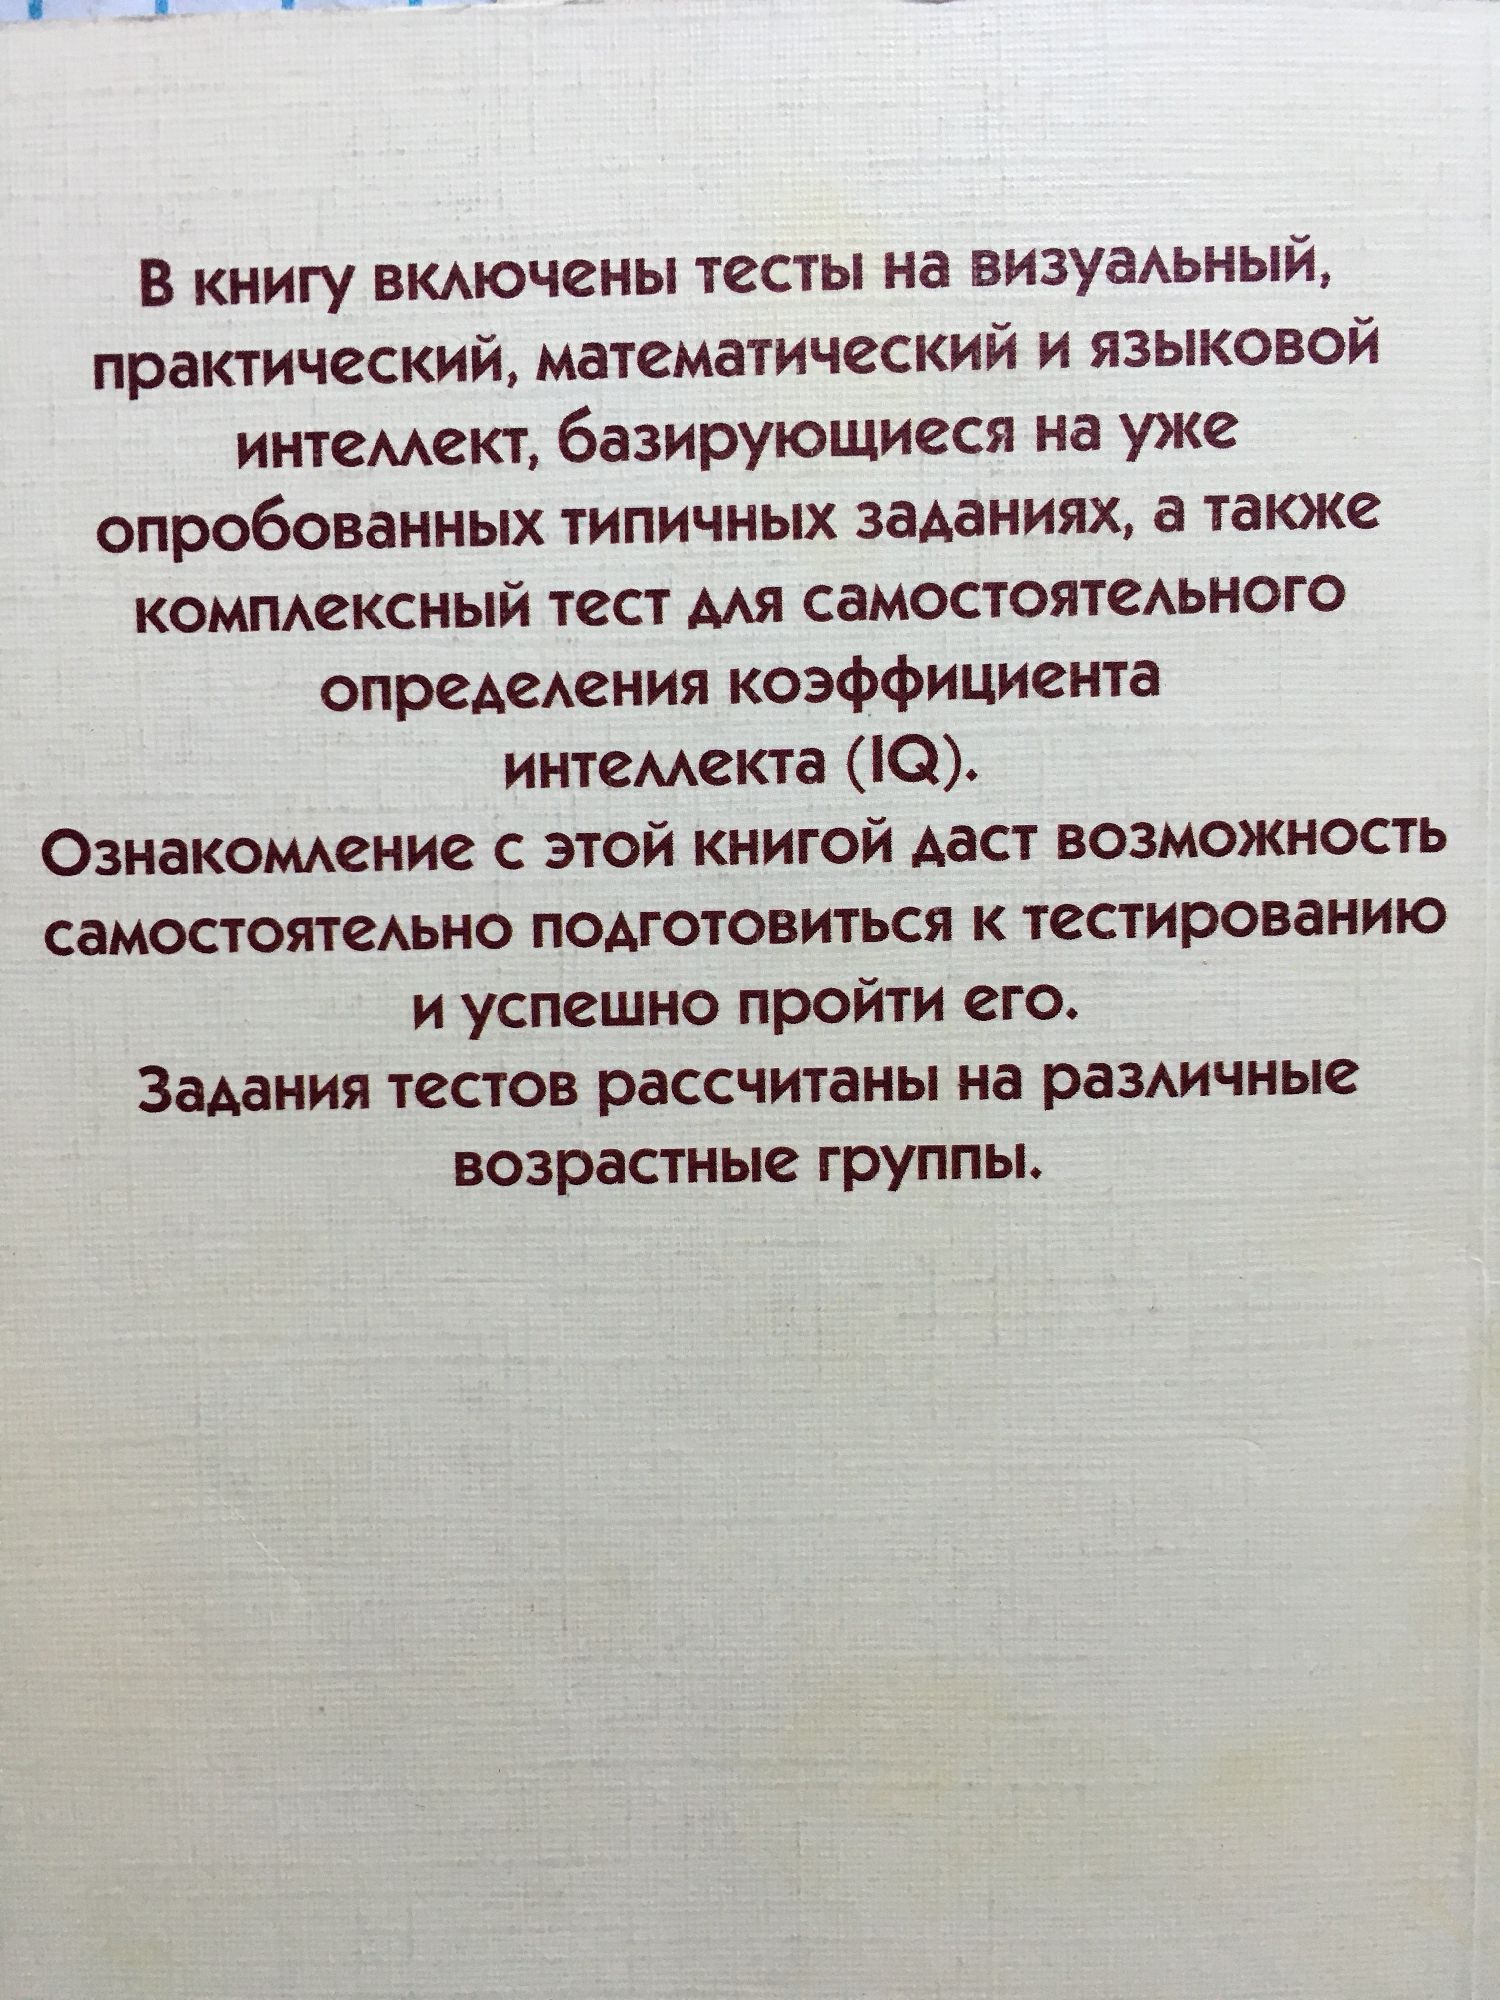 В книгу включены тесты на визуальный,
практический, математический и языковой
интеллект, базирующиеся на уже
опробованных типичных заданиях, а также
комплексный тест для самостоятельного
определения коэффициента
интеллекта (IQ).
Ознакомление с этой книгой даст возможность
самостоятельно подготовиться к тестированию
и успешно пройти его.
Задания тестов рассчитаны на различные
возрастные группы.